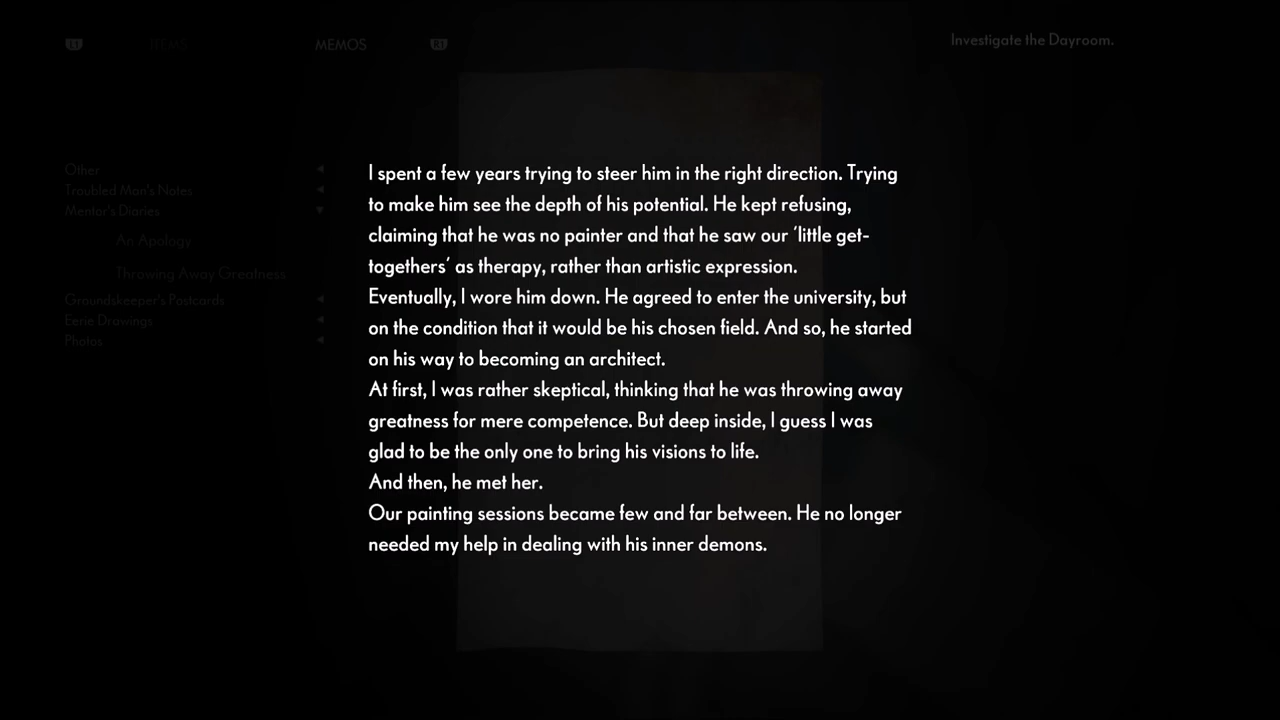 L1 ITEMS MEMOS R1
Investigate the Dayroom.
Other
Troubled Man's Notes
Mentor's Diaries
An Apology
Throwing Away Greatness
Groundskeeper's Postcards
Eerie Drawings
Photos
I spent a few years trying to steer him in the right direction. Trying
to make him see the depth of his potential. He kept refusing,
claiming that he was no painter and that he saw our 'little get-
togethers' as therapy, rather than artistic expression.
Eventually, I wore him down. He agreed to enter the university, but
on the condition that it would be his chosen field. And so, he started
on his way to becoming an architect.
At first, I was rather skeptical, thinking that he was throwing away
greatness for mere competence. But deep inside, I guess I was
glad to be the only one to bring his visions to life.
And then, he met her.
Our painting sessions became few and far between. He no longer
needed my help in dealing with his inner demons.